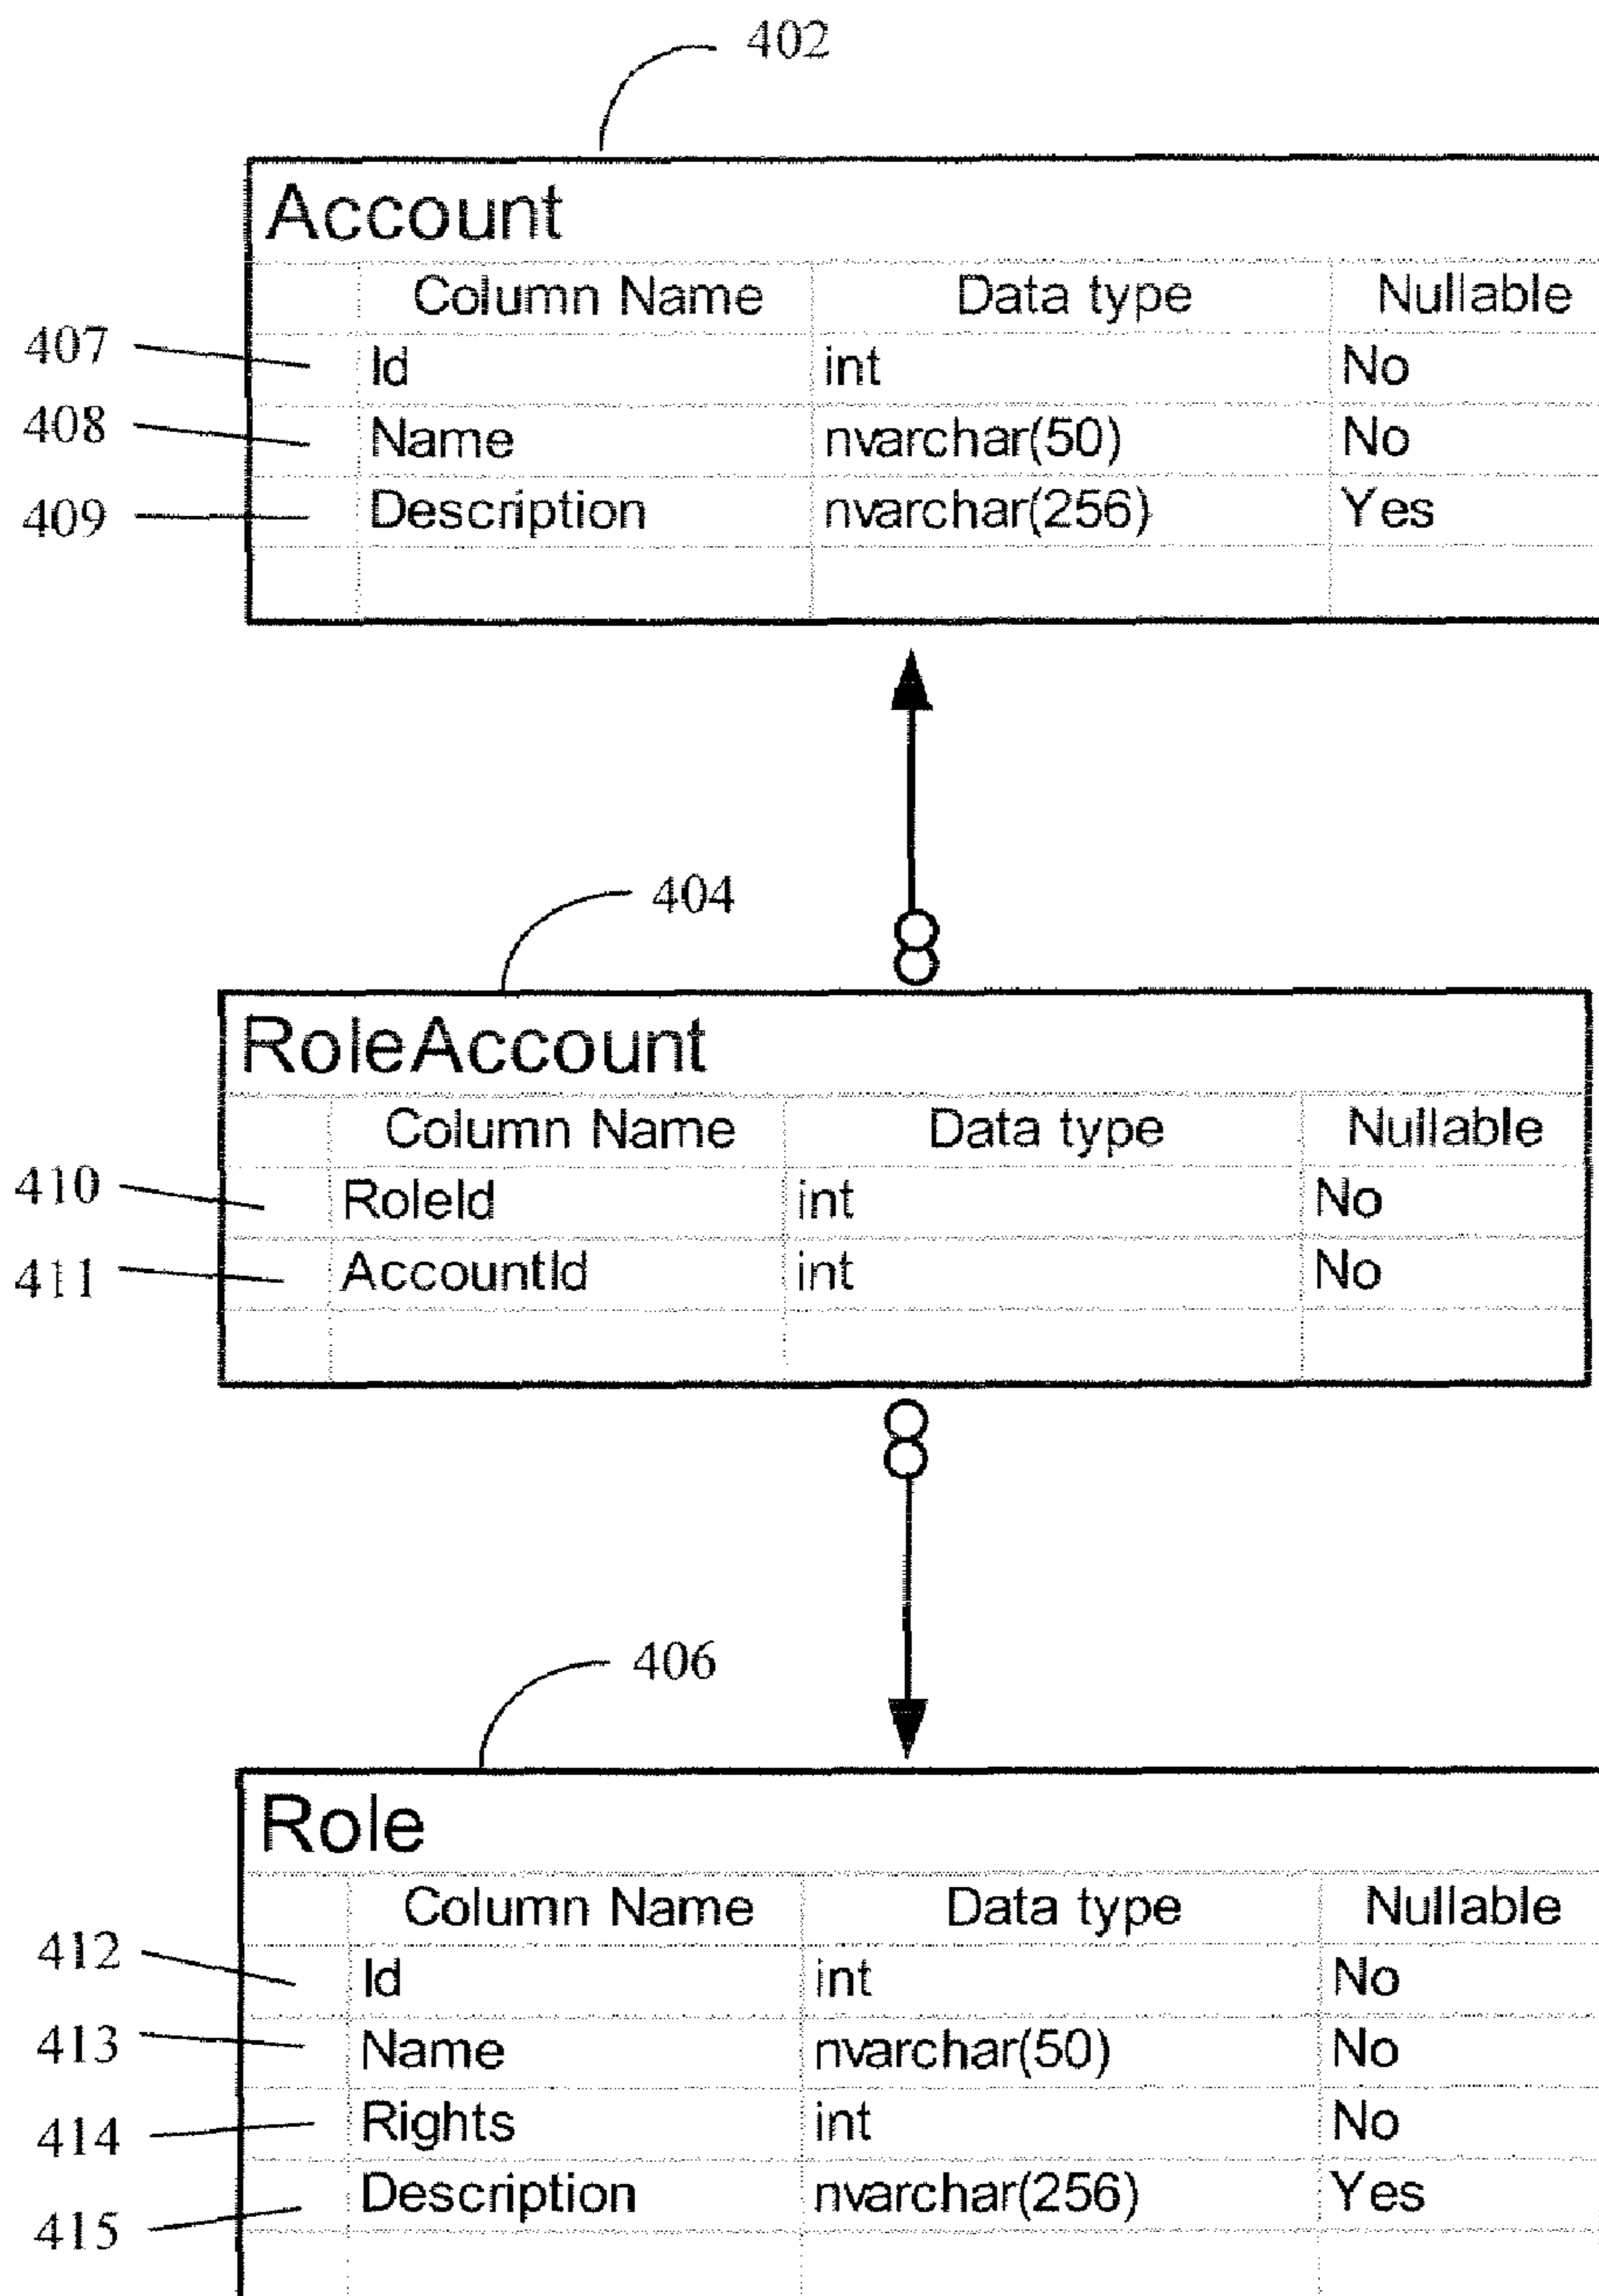 402
Account
Column Name Data type Nullable
407 Id int No
408 Name nvarchar(50) No
409 Description nvarchar(256) Yes
404
RoleAccount
Column Name Data type Nullable
410 RoleId int No
411 AccountId int No
406
Role
Column Name Data type Nullable
412 Id int No
413 Name nvarchar(50) No
414 Rights int No
415 Description nvarchar(256) Yes